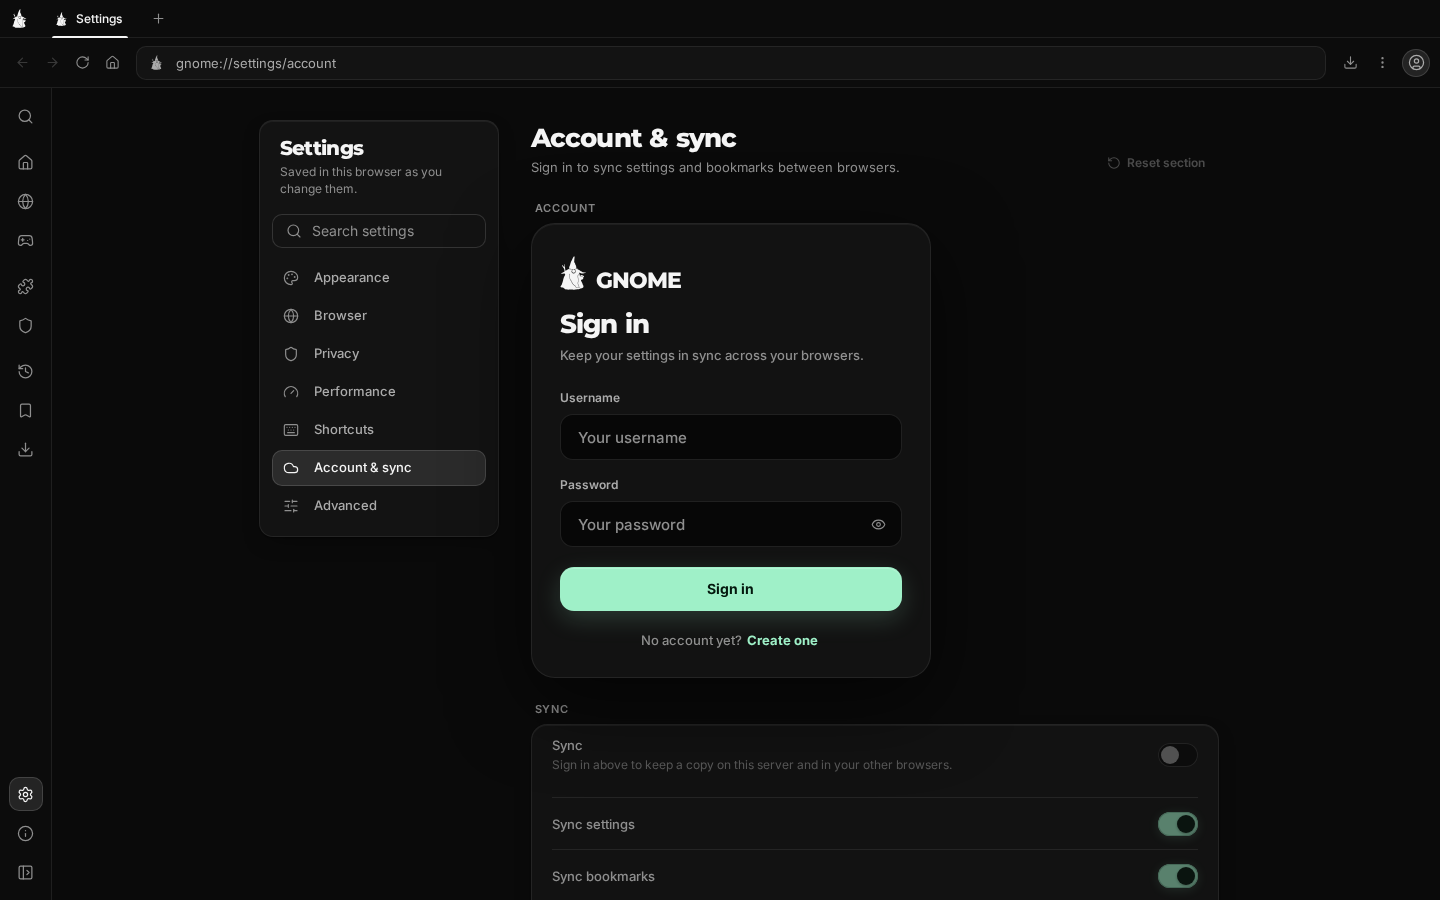 Settings
gnome://settings/account
Settings
Saved in this browser as you
change them.
Search settings
Appearance
Browser
Privacy
Performance
Shortcuts
Account & sync
Advanced
Account & sync
Sign in to sync settings and bookmarks between browsers.
Reset section
ACCOUNT
GNOME
Sign in
Keep your settings in sync across your browsers.
Username
Your username
Password
Your password
Sign in
No account yet? Create one
SYNC
Sync
Sign in above to keep a copy on this server and in your other browsers.
Sync settings
Sync bookmarks